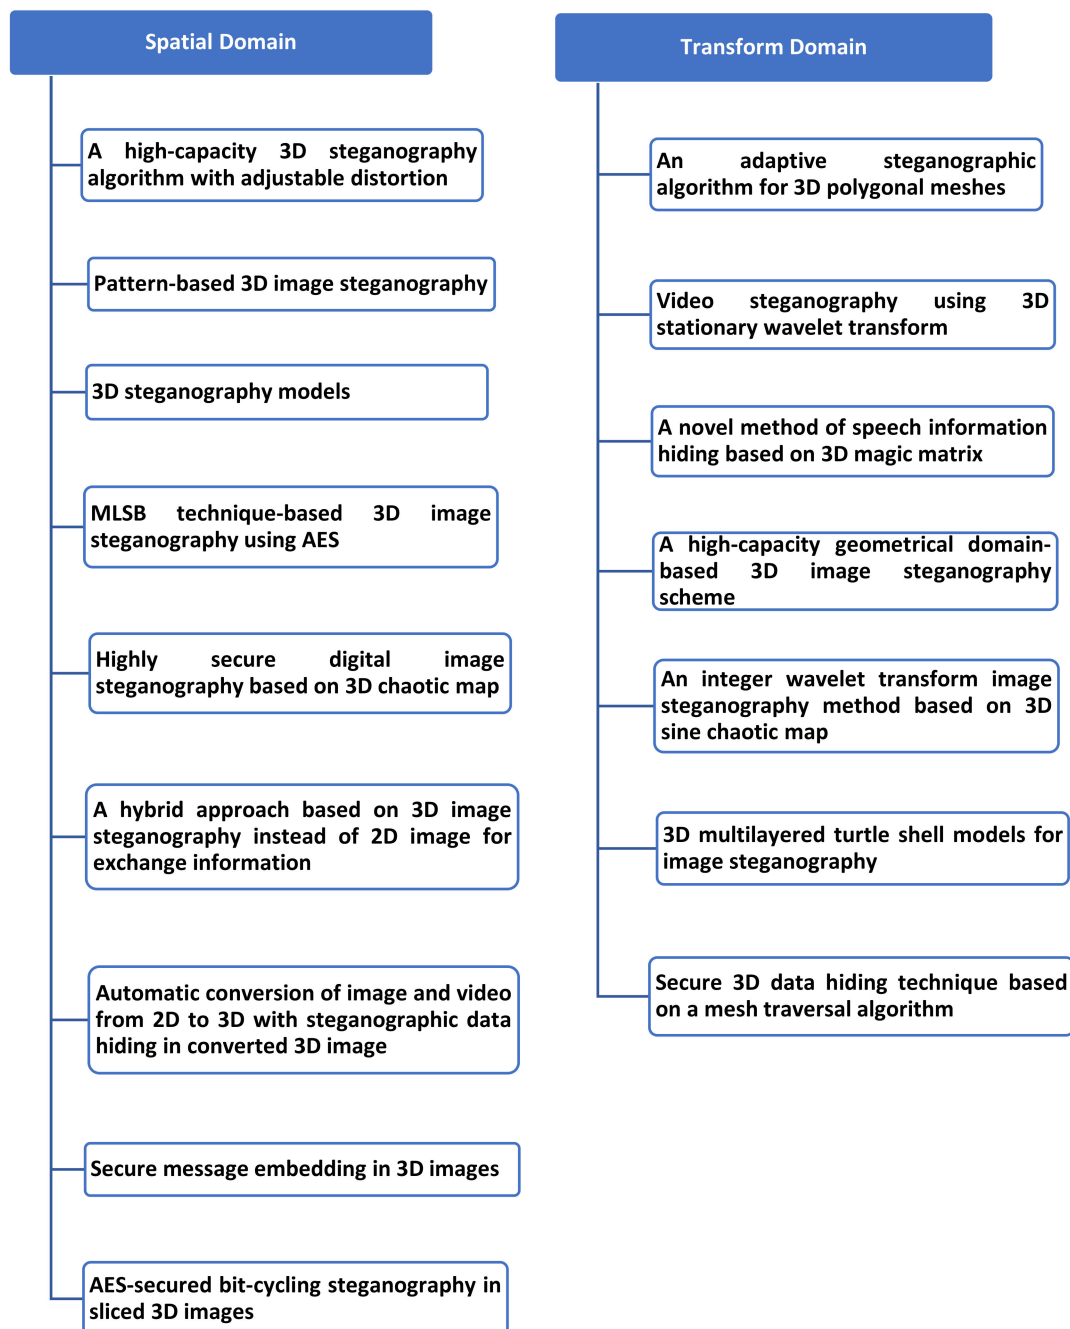 Spatial Domain
A high-capacity 3D steganography
algorithm with adjustable distortion
Pattern-based 3D image steganography
3D steganography models
MLSB technique-based 3D image
steganography using AES
Highly secure digital image
steganography based on 3D chaotic map
A hybrid approach based on 3D image
steganography instead of 2D image for
exchange information
Automatic conversion of image and video
from 2D to 3D with steganographic data
hiding in converted 3D image
Secure message embedding in 3D images
AES-secured bit-cycling steganography in
sliced 3D images
Transform Domain
An adaptive steganographic
algorithm for 3D polygonal meshes
Video steganography using 3D
stationary wavelet transform
A novel method of speech information
hiding based on 3D magic matrix
A high-capacity geometrical domain-
based 3D image steganography
scheme
An integer wavelet transform image
steganography method based on 3D
sine chaotic map
3D multilayered turtle shell models for
image steganography
Secure 3D data hiding technique based
on a mesh traversal algorithm